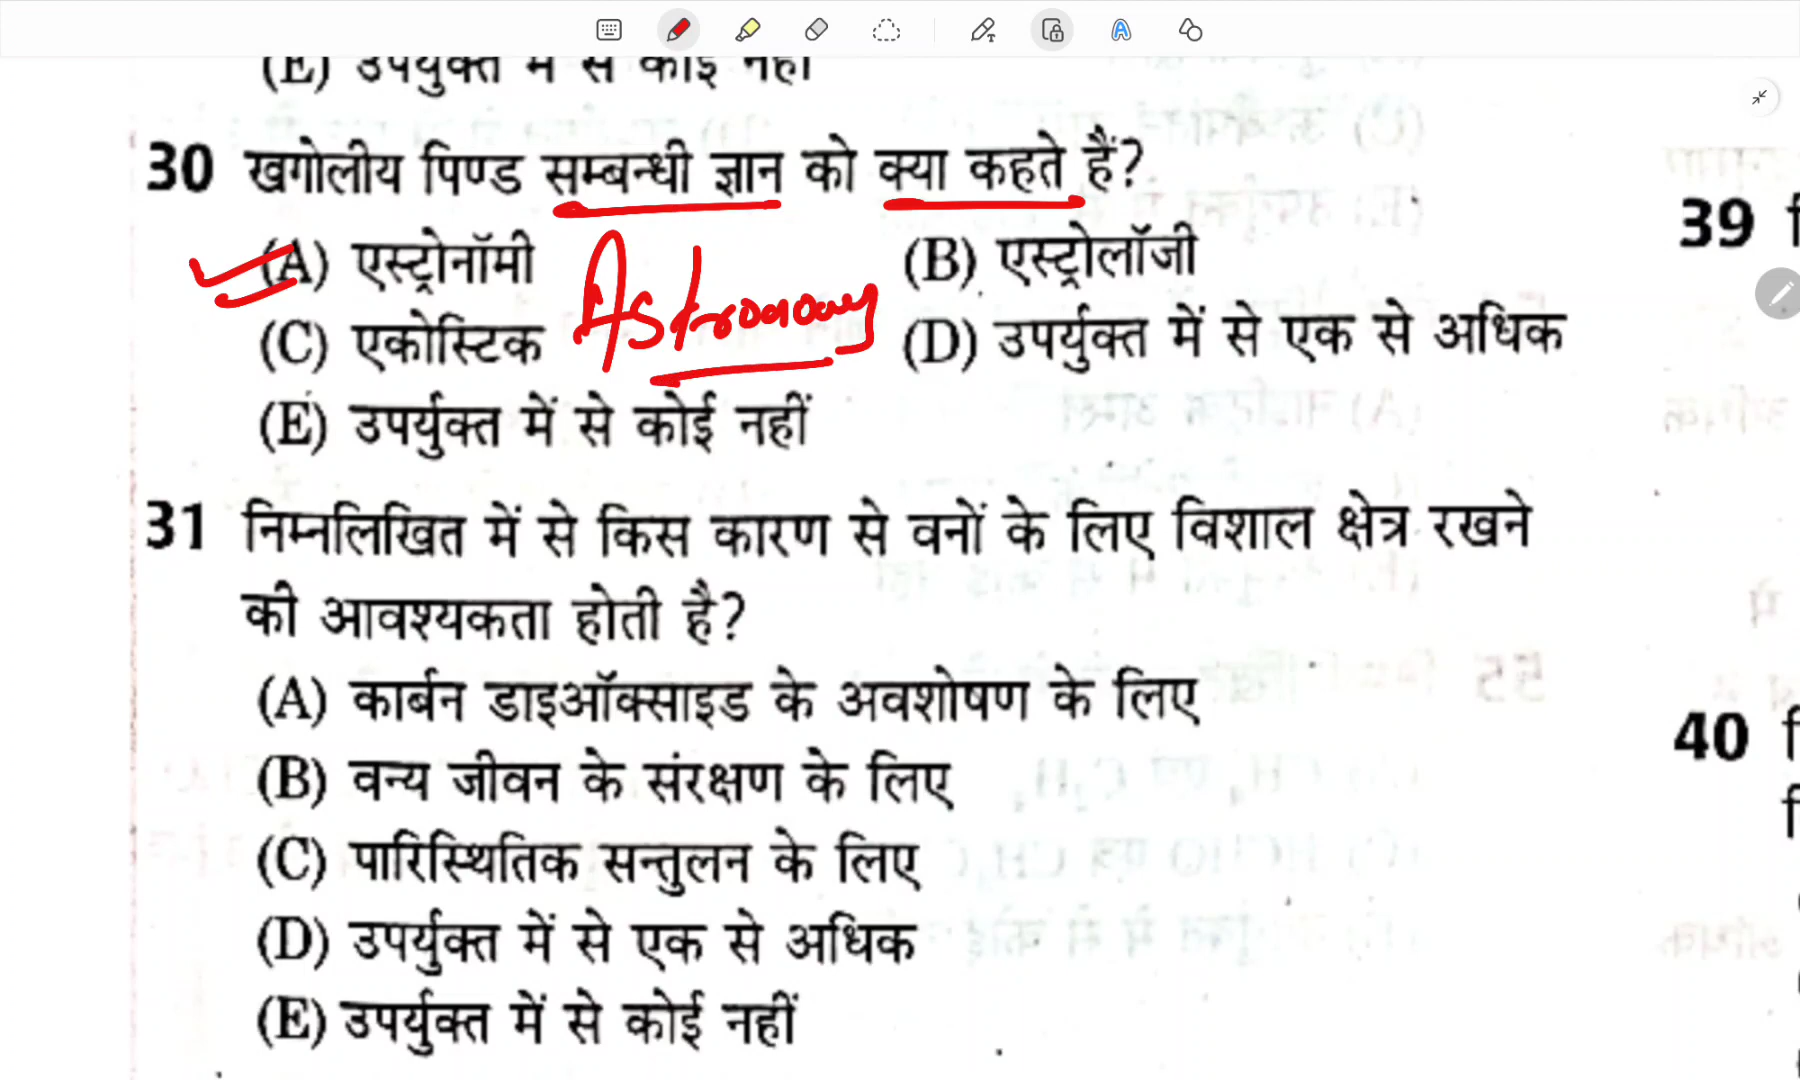 (E) उपर्युक्त में से कोई नहीं
30 खगोलीय पिण्ड सम्बन्धी ज्ञान को क्या कहते हैं?
(A) एस्ट्रोनॉमी (B) एस्ट्रोलॉजी
Astronomy
(C) एकोस्टिक (D) उपर्युक्त में से एक से अधिक
(E) उपर्युक्त में से कोई नहीं
31 निम्नलिखित में से किस कारण से वनों के लिए विशाल क्षेत्र रखने
की आवश्यकता होती है?
(A) कार्बन डाइऑक्साइड के अवशोषण के लिए
(B) वन्य जीवन के संरक्षण के लिए
(C) पारिस्थितिक सन्तुलन के लिए
(D) उपर्युक्त में से एक से अधिक
(E) उपर्युक्त में से कोई नहीं
39
40